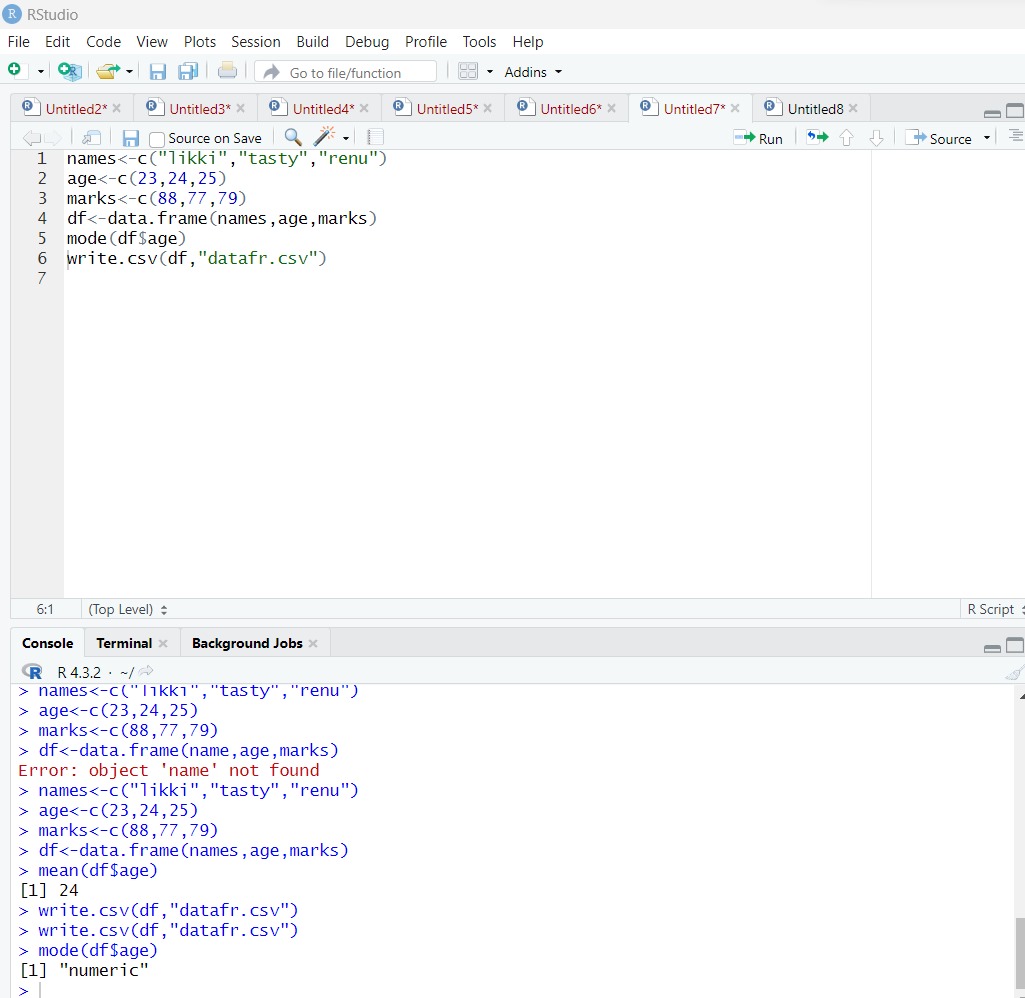 RStudio
File Edit Code View Plots Session Build Debug Profile Tools Help
Go to file/function Addins
Untitled2* Untitled3* Untitled4* Untitled5* Untitled6* Untitled7* Untitled8
Source on Save Run Source
1 names<-c("likki","tasty","renu")
2 age<-c(23,24,25)
3 marks<-c(88,77,79)
4 df<-data.frame(names,age,marks)
5 mode(df$age)
6 write.csv(df,"datafr.csv")
7
6:1 (Top Level) R Script
Console Terminal Background Jobs
R 4.3.2 · ~/
> names<-c("likki","tasty","renu")
> age<-c(23,24,25)
> marks<-c(88,77,79)
> df<-data.frame(name,age,marks)
Error: object 'name' not found
> names<-c("likki","tasty","renu")
> age<-c(23,24,25)
> marks<-c(88,77,79)
> df<-data.frame(names,age,marks)
> mean(df$age)
[1] 24
> write.csv(df,"datafr.csv")
> write.csv(df,"datafr.csv")
> mode(df$age)
[1] "numeric"
>